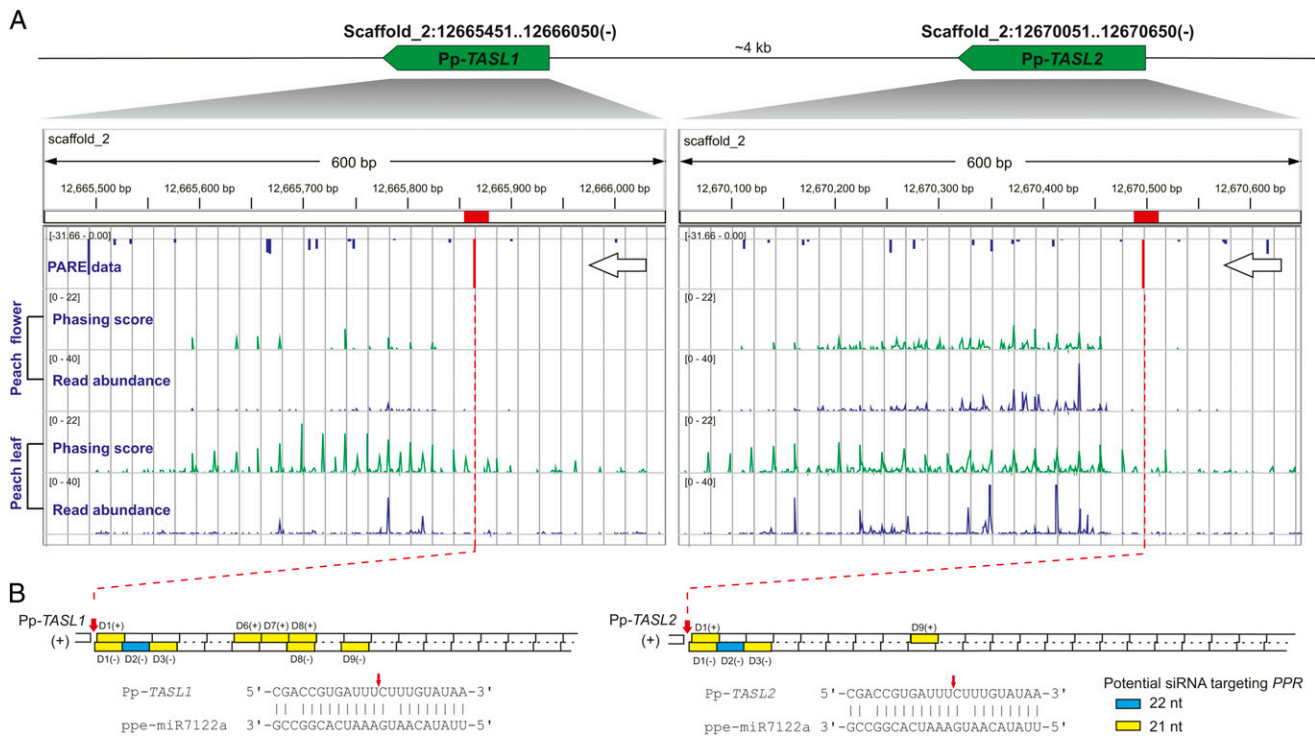 A
Scaffold_2:12665451..12666050(-)
Scaffold_2:12670051..12670650(-)
Pp-TASL1
~4 kb
Pp-TASL2
scaffold_2
600 bp
12,665,500 bp 12,665,600 bp 12,665,700 bp 12,665,800 bp 12,665,900 bp 12,666,000 bp
[-31.66 - 0.00]
PARE data
[0 - 22]
Phasing score
[0 - 40]
Read abundance
[0 - 22]
Phasing score
[0 - 40]
Read abundance
Peach flower
Peach leaf
scaffold_2
600 bp
12,670,100 bp 12,670,200 bp 12,670,300 bp 12,670,400 bp 12,670,500 bp 12,670,600 bp
[-31.66 - 0.00]
[0 - 22]
[0 - 40]
[0 - 22]
[0 - 40]
B
Pp-TASL1
(+)
D1(+) D6(+) D7(+) D8(+)
D1(-) D2(-) D3(-) D8(-) D9(-)
Pp-TASL1 5'-CGACCGTGATTTCTTTGTATAA-3'
ppe-miR7122a 3'-GCCGGCACTAAAGUAACAUAUU-5'
Pp-TASL2
(+)
D1(+) D9(+)
D1(-) D2(-) D3(-)
Pp-TASL2 5'-CGACCGUGAUUUCUUUGUAUAA-3'
ppe-miR7122a 3'-GCCGGCACUAAAGUAACAUAUU-5'
Potential siRNA targeting PPR
22 nt
21 nt